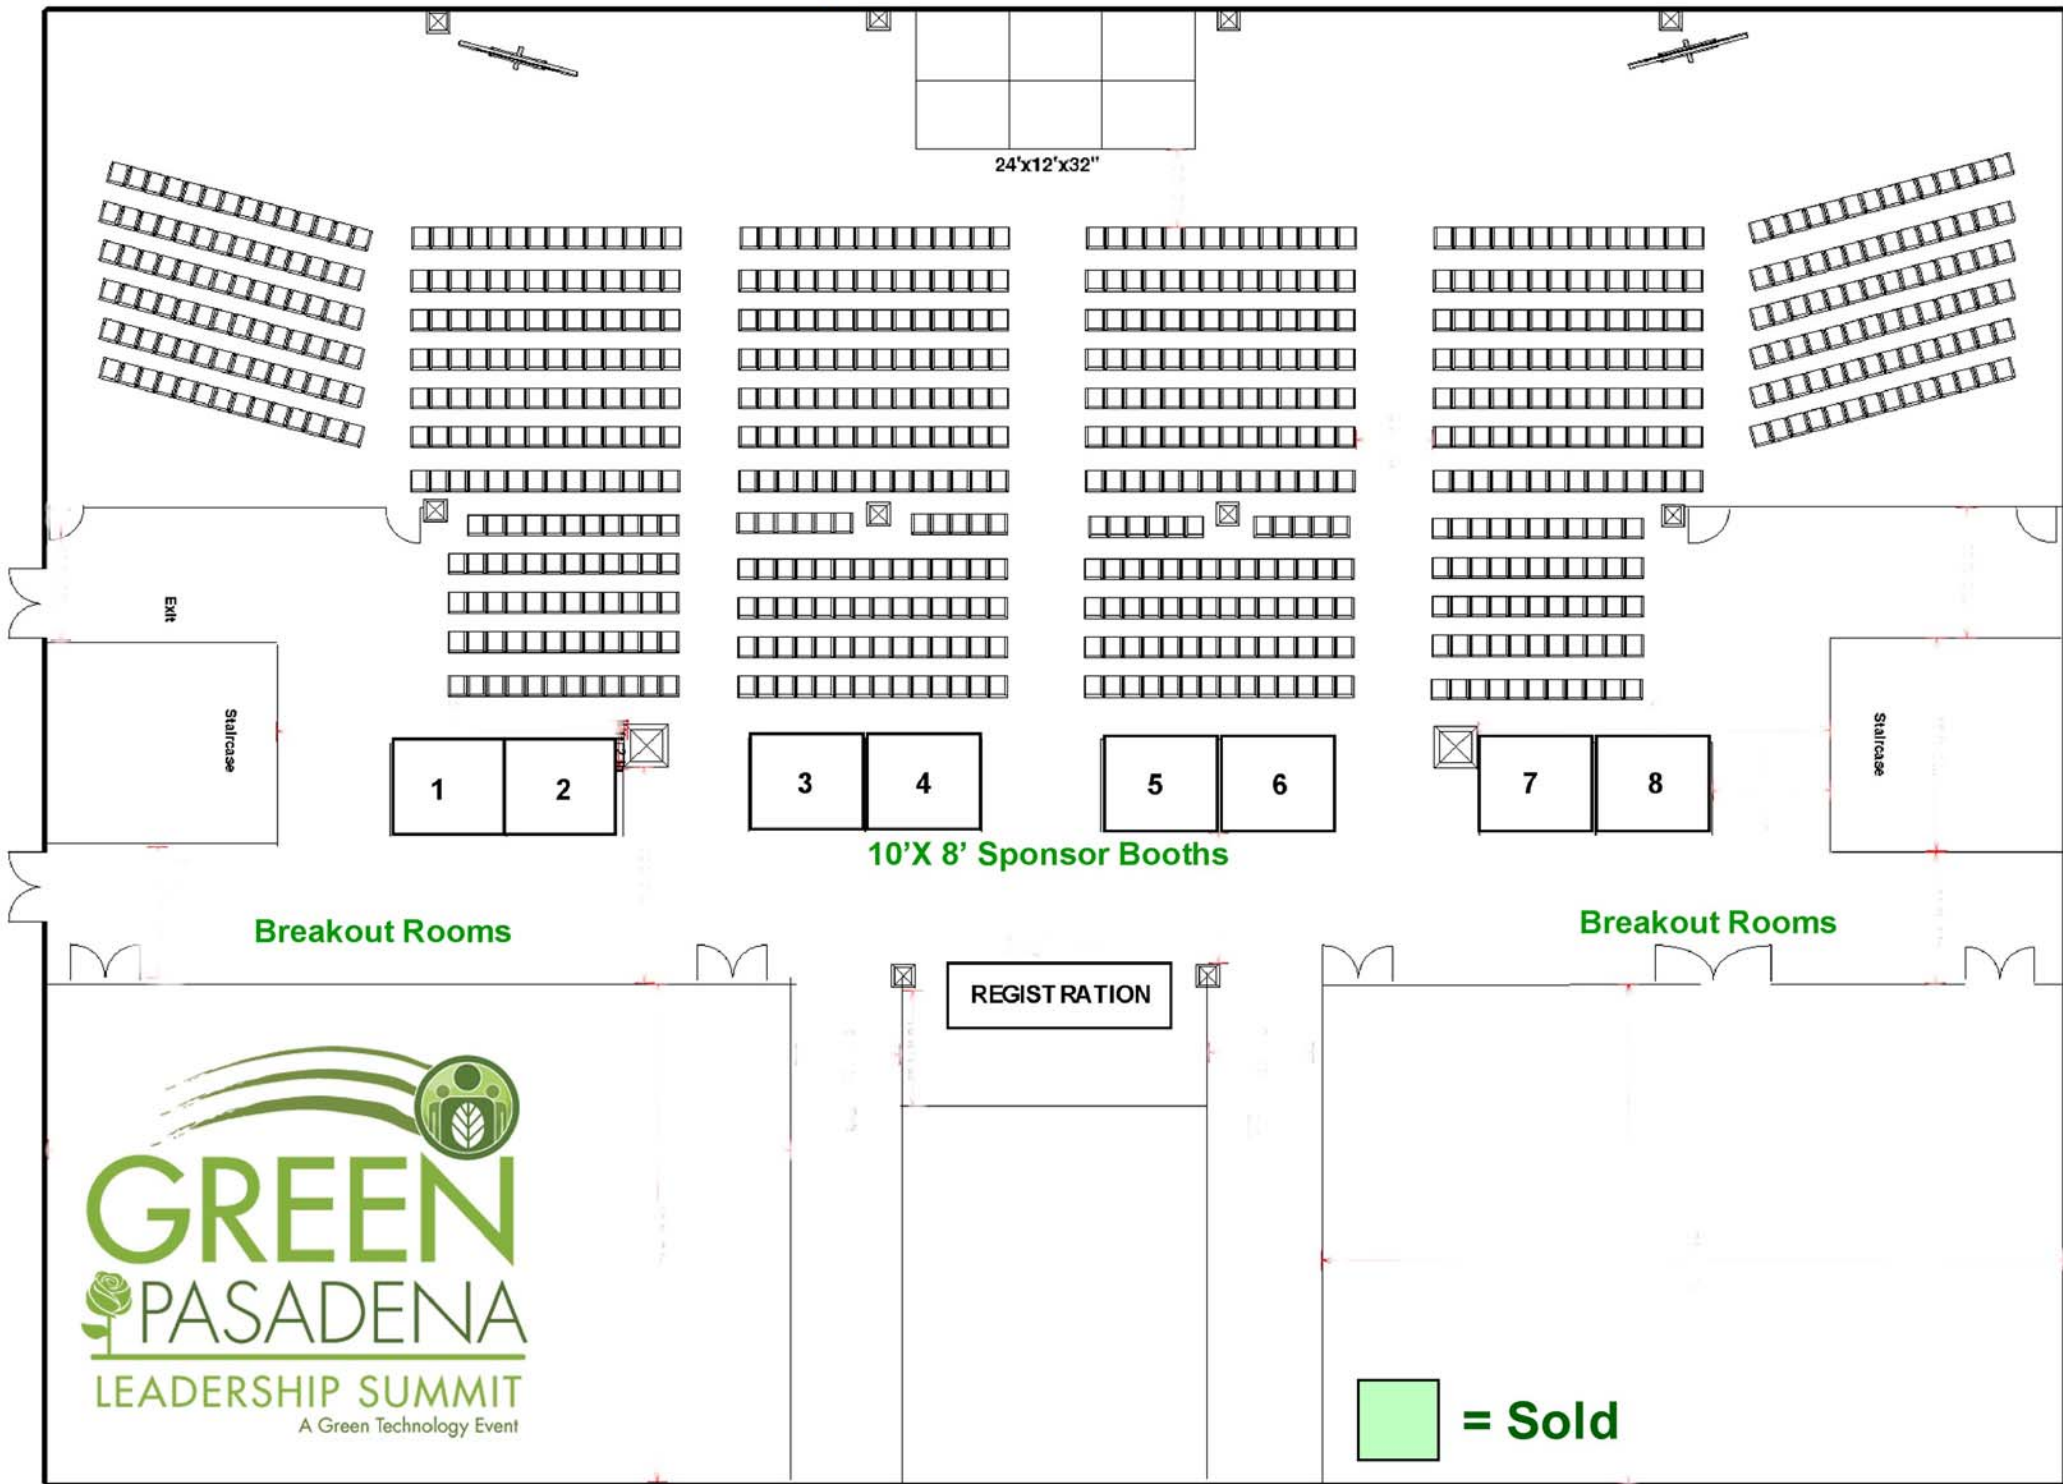 24'x12'x32"
Exit
Staircase
Staircase
1
2
3
4
5
6
7
8
10'X 8' Sponsor Booths
Breakout Rooms
Breakout Rooms
REGISTRATION
GREEN
PASADENA
LEADERSHIP SUMMIT
A Green Technology Event
= Sold